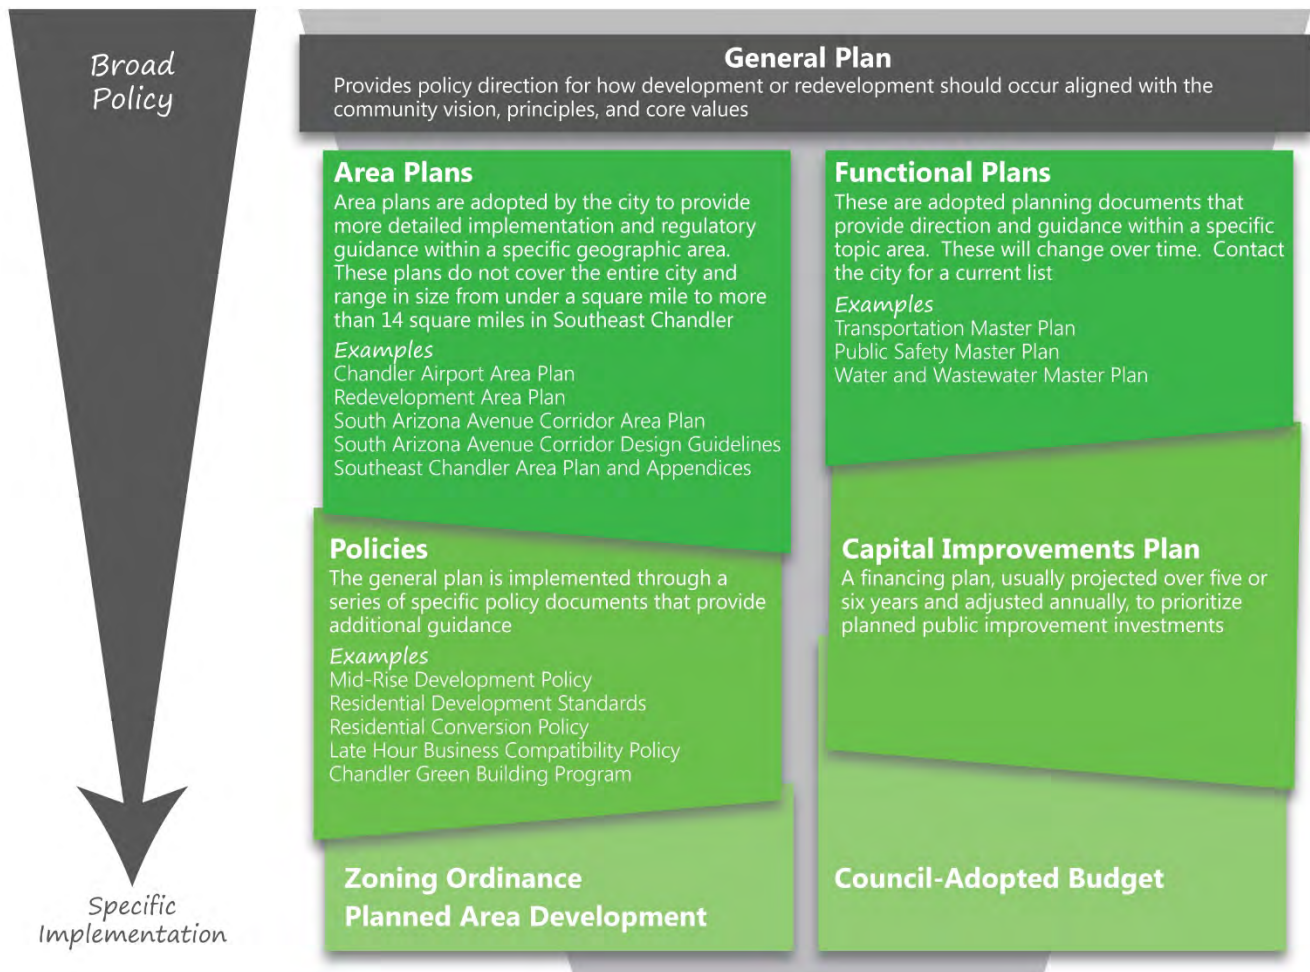 Broad
Policy
General Plan
Provides policy direction for how development or redevelopment should occur aligned with the
community vision, principles, and core values
Area Plans
Area plans are adopted by the city to provide
more detailed implementation and regulatory
guidance within a specific geographic area.
These plans do not cover the entire city and
range in size from under a square mile to more
than 14 square miles in Southeast Chandler
Examples
Chandler Airport Area Plan
Redevelopment Area Plan
South Arizona Avenue Corridor Area Plan
South Arizona Avenue Corridor Design Guidelines
Southeast Chandler Area Plan and Appendices
Functional Plans
These are adopted planning documents that
provide direction and guidance within a specific
topic area.  These will change over time.  Contact
the city for a current list
Examples
Transportation Master Plan
Public Safety Master Plan
Water and Wastewater Master Plan
Policies
The general plan is implemented through a
series of specific policy documents that provide
additional guidance
Examples
Mid-Rise Development Policy
Residential Development Standards
Residential Conversion Policy
Late Hour Business Compatibility Policy
Chandler Green Building Program
Capital Improvements Plan
A financing plan, usually projected over five or
six years and adjusted annually, to prioritize
planned public improvement investments
Zoning Ordinance
Planned Area Development
Council-Adopted Budget
Specific
Implementation